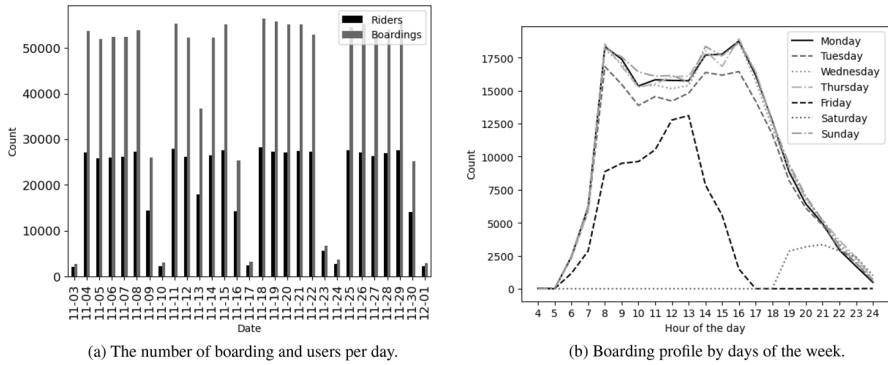 Riders
Boardings
50000
40000
30000
20000
10000
0
Count
11-03
11-04
11-05
11-06
11-07
11-08
11-09
11-10
11-11
11-12
11-13
11-14
11-15
11-16
11-17
11-18
11-19
11-20
11-21
11-22
11-23
11-24
11-25
11-26
11-27
11-28
11-29
11-30
12-01
Date
(a) The number of boarding and users per day.
Monday
Tuesday
Wednesday
Thursday
Friday
Saturday
Sunday
17500
15000
12500
10000
7500
5000
2500
0
Count
4 5 6 7 8 9 10 11 12 13 14 15 16 17 18 19 20 21 22 23 24
Hour of the day
(b) Boarding profile by days of the week.